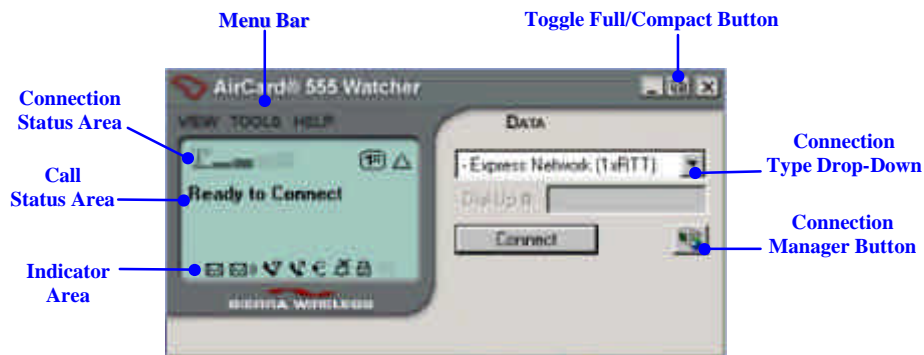 Menu Bar
Toggle Full/Compact Button
AirCard® 555 Watcher
Connection
Status Area
VIEW TOOLS HELP
DATA
Connection
Type Drop-Down
- Express Network (1xRTT)
Call
Status Area
Ready to Connect
Dial-Up #:
Connect
Connection
Manager Button
Indicator
Area
SIERRA WIRELESS